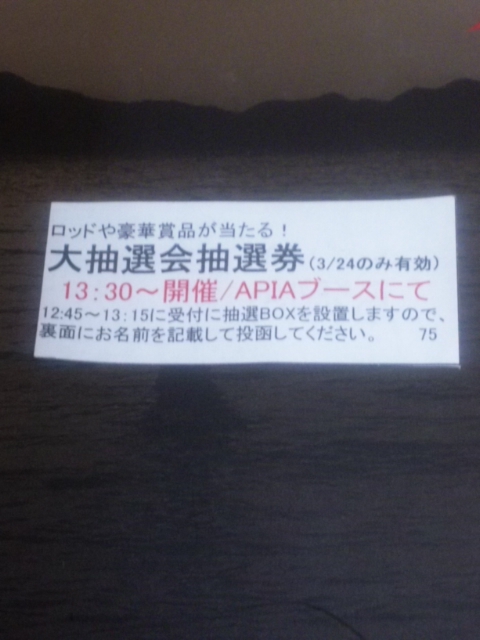 ロッドや豪華賞品が当たる！
大抽選会抽選券(3/24のみ有効)
13:30～開催/APIAブースにて
12:45～13:15に受付に抽選BOXを設置しますので、
裏面にお名前を記載して投函してください。 75